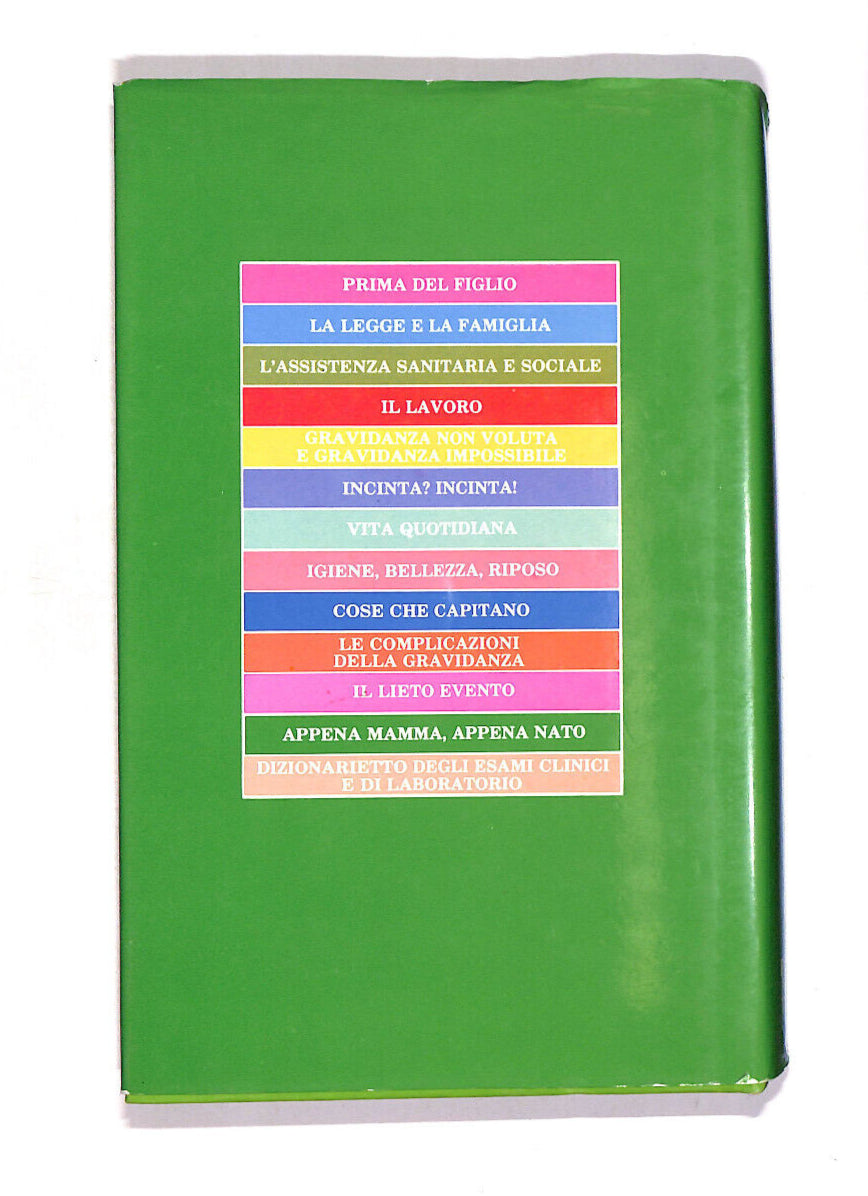 PRIMA DEL FIGLIO
LA LEGGE E LA FAMIGLIA
L'ASSISTENZA SANITARIA E SOCIALE
IL LAVORO
GRAVIDANZA NON VOLUTA
E GRAVIDANZA IMPOSSIBILE
INCINTA? INCINTA!
VITA QUOTIDIANA
IGIENE, BELLEZZA, RIPOSO
COSE CHE CAPITANO
LE COMPLICAZIONI
DELLA GRAVIDANZA
IL LIETO EVENTO
APPENA MAMMA, APPENA NATO
DIZIONARIETTO DEGLI ESAMI CLINICI
E DI LABORATORIO